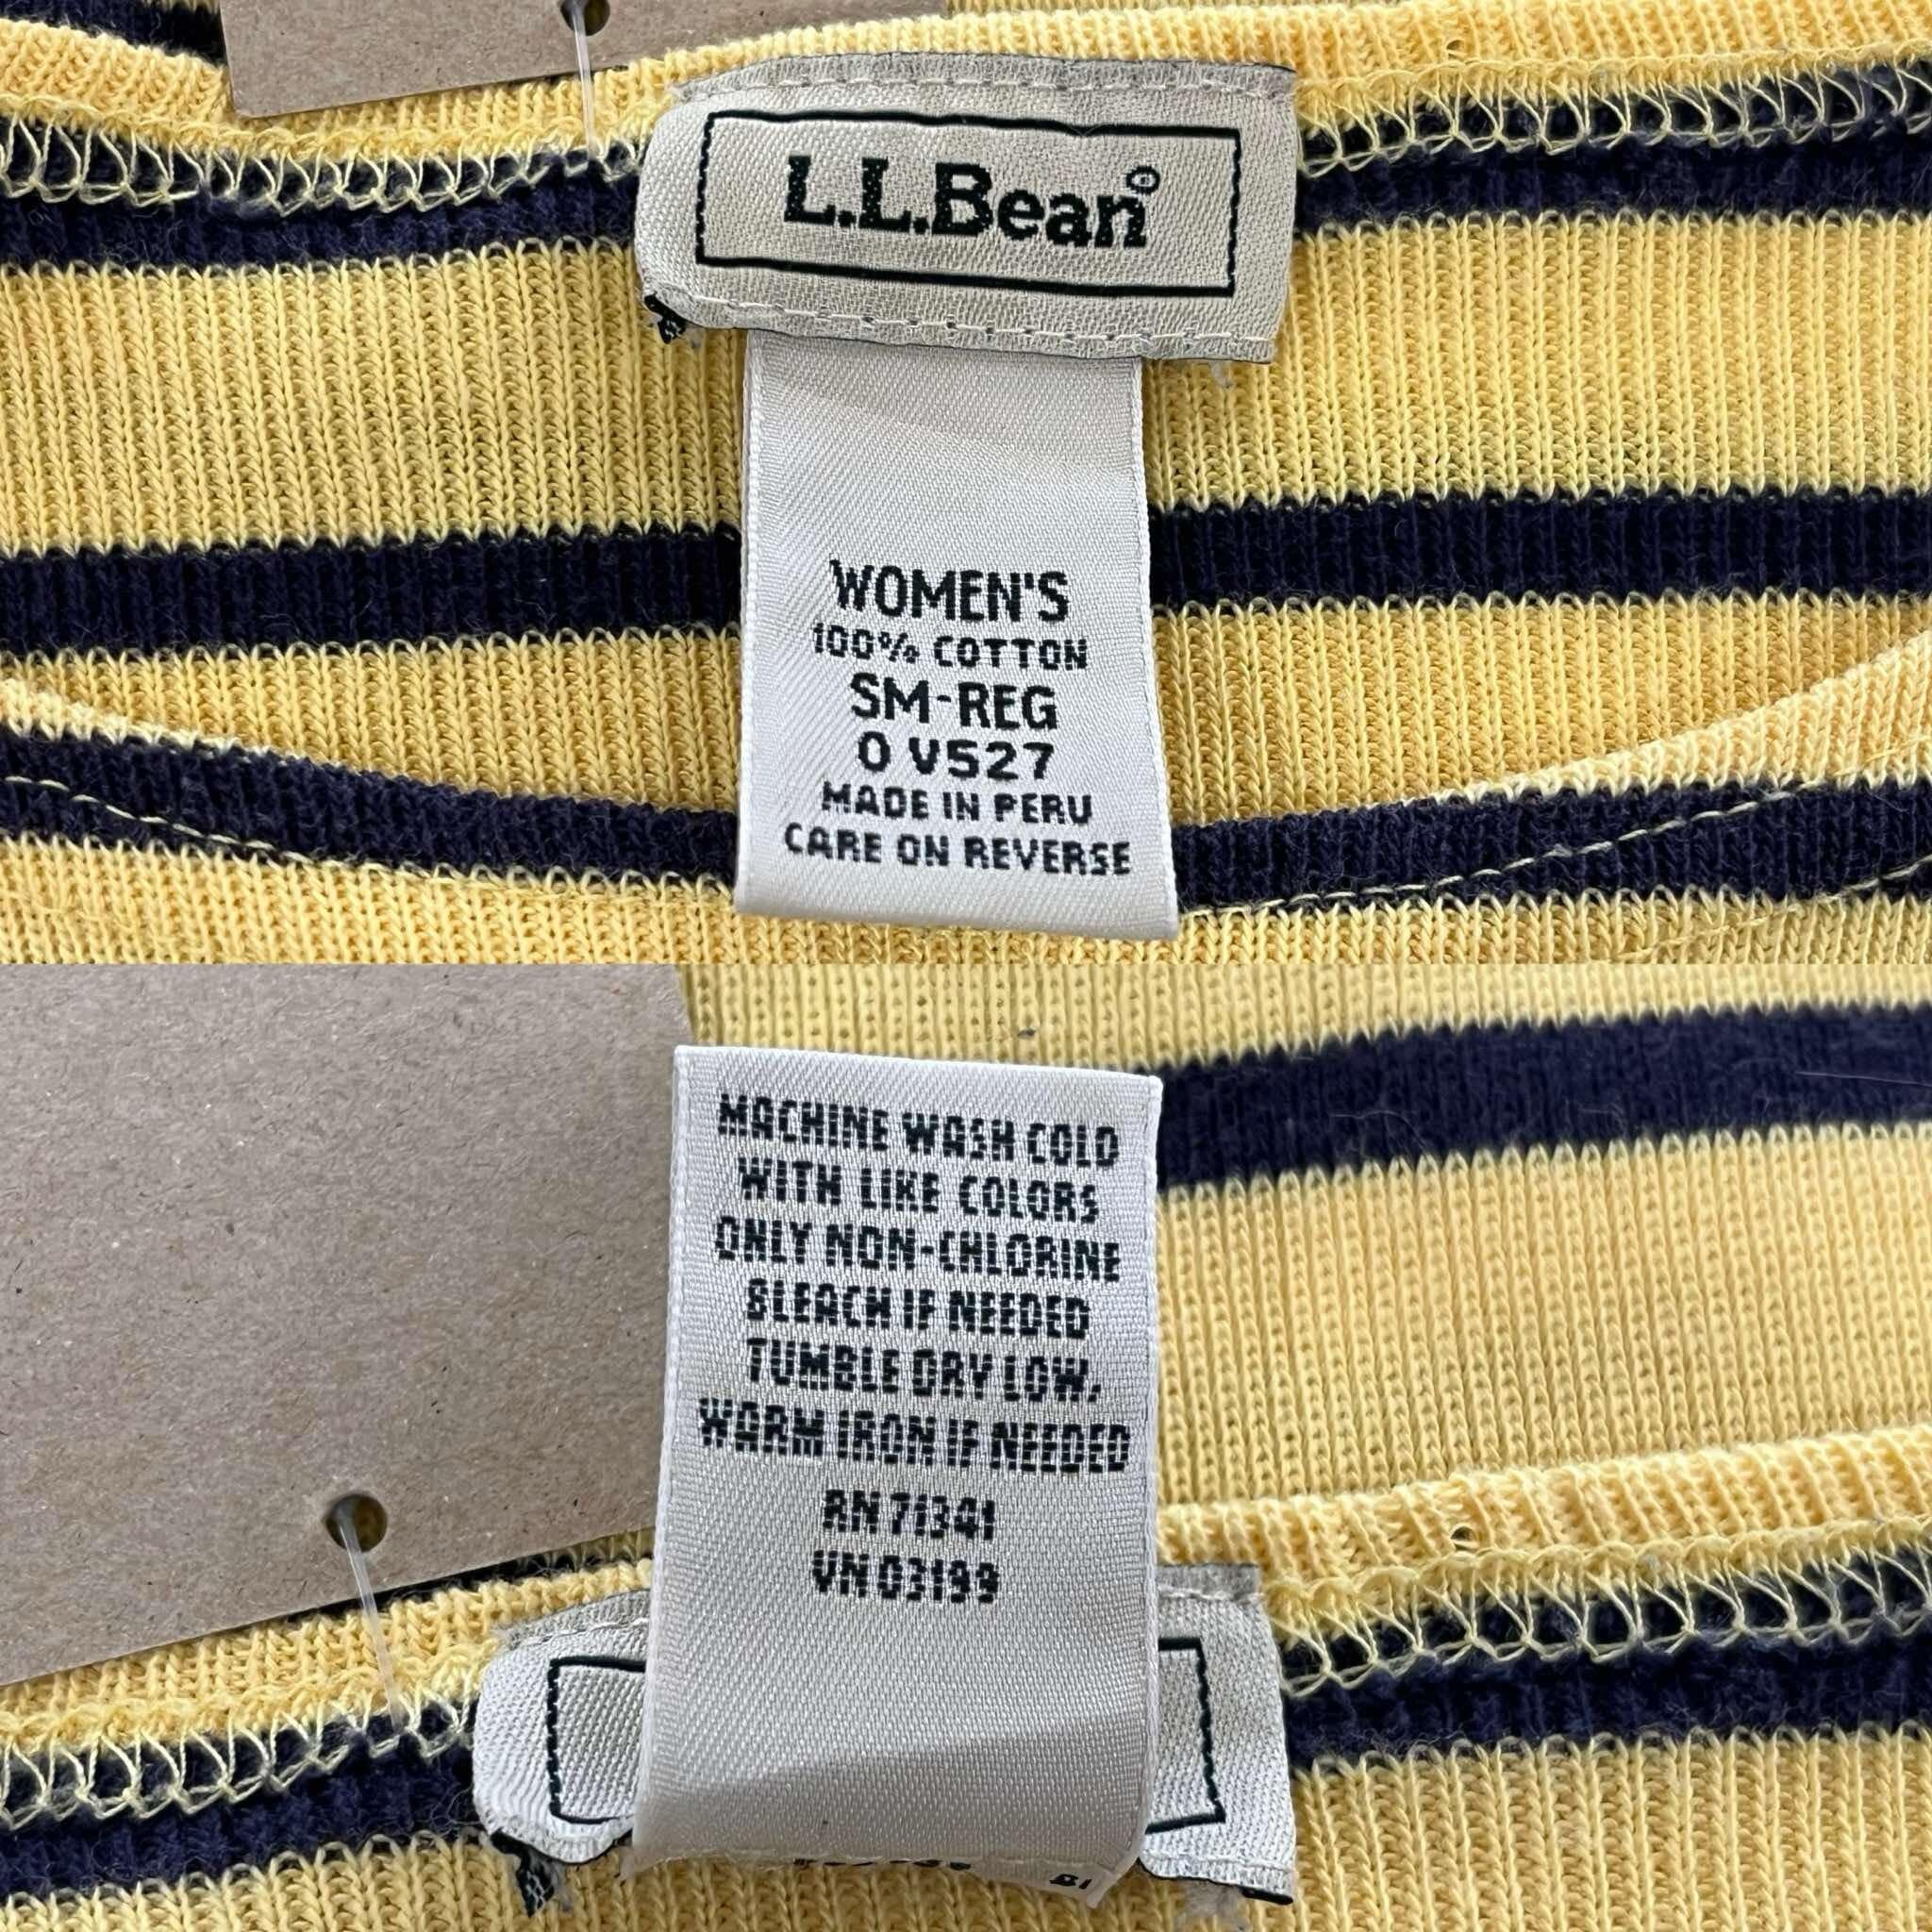 L.L.Bean®
WOMEN'S
100% COTTON
SM-REG
0 V527
MADE IN PERU
CARE ON REVERSE
MACHINE WASH COLD
WITH LIKE COLORS
ONLY NON-CHLORINE
BLEACH IF NEEDED
TUMBLE DRY LOW,
WARM IRON IF NEEDED
RN 71341
VN 03199